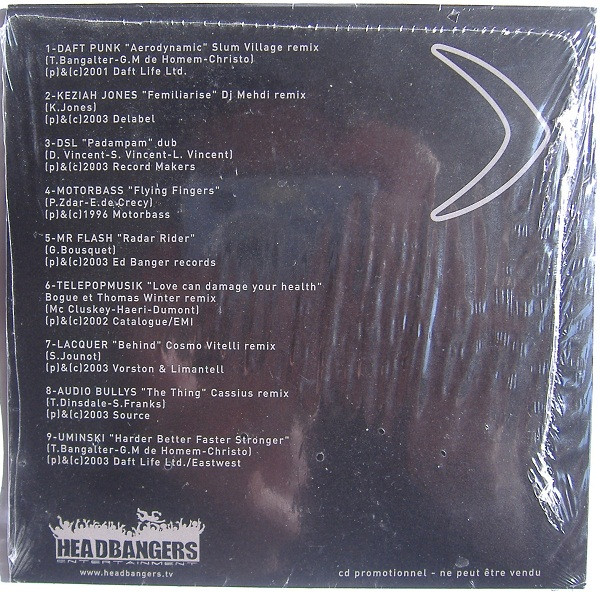 1-DAFT PUNK "Aerodynamic" Slum Village remix
(T.Bangalter-G.M de Homem-Christo)
(p)&(c)2001 Daft Life Ltd.
2-KEZIAH JONES "Femiliarise" Dj Mehdi remix
(K.Jones)
(p)&(c)2003 Delabel
3-DSL "Padampam" dub
(D. Vincent-S. Vincent-L. Vincent)
(p)&(c)2003 Record Makers
4-MOTORBASS "Flying Fingers"
(P.Zdar-E.de Crecy)
(p)&(c)1996 Motorbass
5-MR FLASH "Radar Rider"
(G.Bousquet)
(p)&(c)2003 Ed Banger records
6-TELEPOPMUSIK "Love can damage your health"
Bogue et Thomas Winter remix
(Mc Cluskey-Haeri-Dumont)
(p)&(c)2002 Catalogue/EMI
7-LACQUER "Behind" Cosmo Vitelli remix
(S.Jounot)
(p)&(c)2003 Vorston & Limantell
8-AUDIO BULLYS "The Thing" Cassius remix
(T.Dinsdale-S.Franks)
(p)&(c)2003 Source
9-UMINSKI "Harder Better Faster Stronger"
(T.Bangalter-G.M de Homem-Christo)
(p)&(c)2003 Daft Life Ltd./Eastwest
HEADBANGERS
ENTERTAINMENT
www.headbangers.tv
cd promotionnel - ne peut être vendu